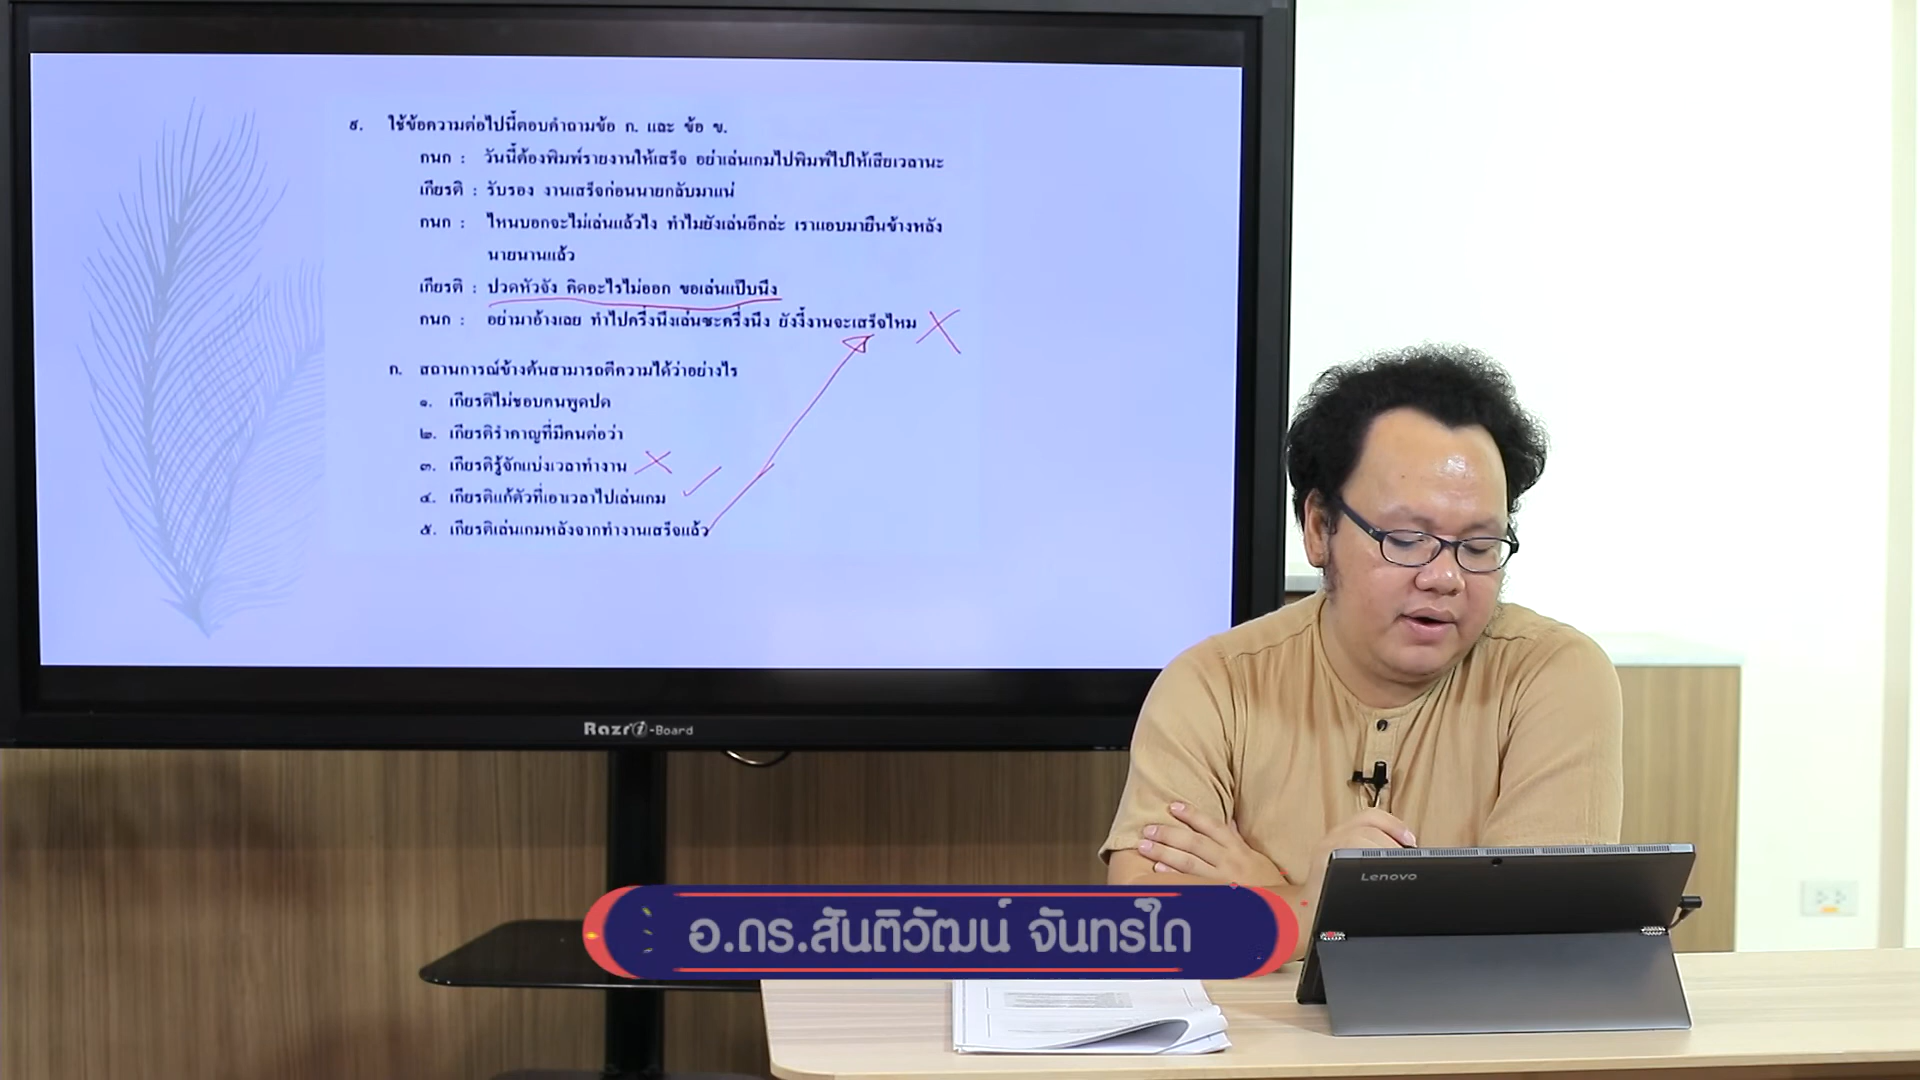 ๕. ใช้ข้อความต่อไปนี้ตอบคำถามข้อ ก. และ ข้อ ข.
กนก : วันนี้ต้องพิมพ์รายงานให้เสร็จ อย่าเล่นเกมไปพิมพ์ไปให้เสียเวลานะ
เกียรติ : รับรอง งานเสร็จก่อนนายกลับมาแน่
กนก : ไหนบอกจะไม่เล่นแล้วไง ทำไมยังเล่นอีกล่ะ เราแอบมายืนข้างหลัง
นายนานแล้ว
เกียรติ : ปวดหัวจัง คิดอะไรไม่ออก ขอเล่นแป๊บนึง
กนก : อย่ามาอ้างเลย ทำไปครึ่งนึงเล่นซะครึ่งนึง ยังงี้งานจะเสร็จไหม
ก. สถานการณ์ข้างต้นสามารถตีความได้ว่าอย่างไร
๑. เกียรติไม่ชอบคนพูดปด
๒. เกียรติรำคาญที่มีคนต่อว่า
๓. เกียรติรู้จักแบ่งเวลาทำงาน
๔. เกียรติแก้ตัวที่เอาเวลาไปเล่นเกม
๕. เกียรติเล่นเกมหลังจากทำงานเสร็จแล้ว
Razr i-Board
Lenovo
อ.ดร.สันติวัฒน์ จันทร์ใด